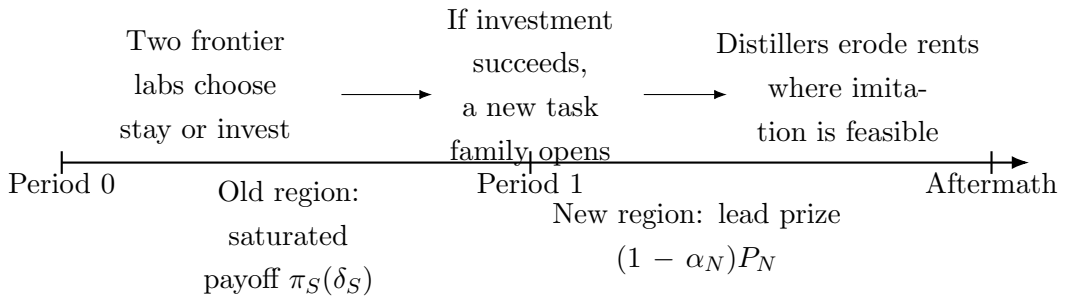 Two frontier
labs choose
stay or invest
If investment
succeeds,
a new task
family opens
Distillers erode rents
where imita-
tion is feasible
Period 0
Period 1
Aftermath
Old region:
saturated
payoff π_S(δ_S)
New region: lead prize
(1 − α_N)P_N